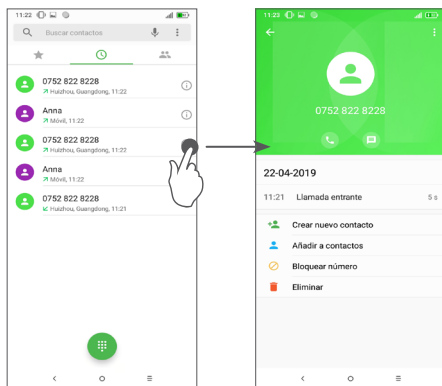 11:22
Buscar contactos
0752 822 8228
Huizhou, Guangdong, 11:22
Anna
Móvil, 11:22
0752 822 8228
Huizhou, Guangdong, 11:22
Anna
Móvil, 11:22
0752 822 8228
Huizhou, Guangdong, 11:21
11:23
0752 822 8228
22-04-2019
11:21 Llamada entrante 5 s
Crear nuevo contacto
Añadir a contactos
Bloquear número
Eliminar